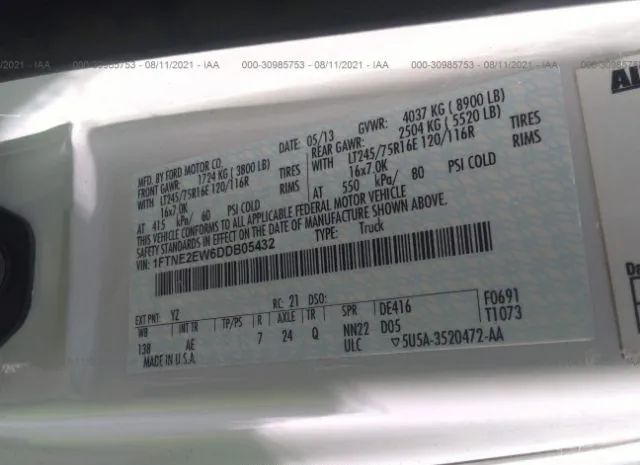 000-30985753 - 08/11/2021 - IAA 000-30985753 - 08/11/2021 - IAA 000-30985753 - 08/11/2021 - IAA
MFD. BY FORD MOTOR CO. DATE: 05/13 GVWR: 4037 KG ( 8900 LB)
FRONT GAWR: 1724 KG ( 3800 LB) REAR GAWR: 2504 KG ( 5520 LB)
WITH LT245/75R16E 120/116R TIRES WITH LT245/75R16E 120/116R TIRES
16x7.0K RIMS 16x7.0K RIMS
AT 415 kPa/ 60 PSI COLD AT 550 kPa/ 80 PSI COLD
THIS VEHICLE CONFORMS TO ALL APPLICABLE FEDERAL MOTOR VEHICLE
SAFETY STANDARDS IN EFFECT ON THE DATE OF MANUFACTURE SHOWN ABOVE.
VIN: 1FTNE2EW6DDB05432 TYPE: Truck
EXT PNT: YZ RC: 21 DSO:
WB INT TR TP/PS R AXLE TR SPR DE416 F0691
138 AE 7 24 Q NN22 D05 T1073
MADE IN U.S.A. ULC ▽5U5A-3520472-AA